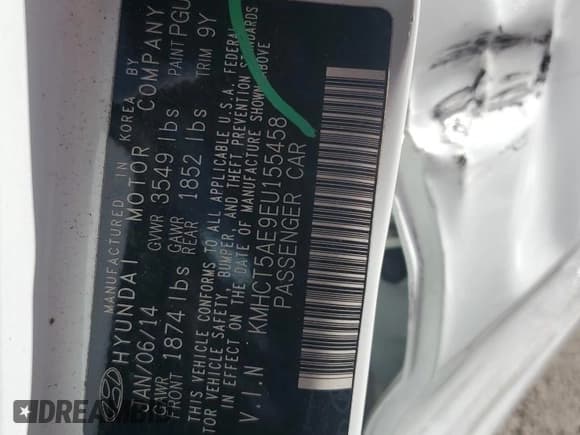 MANUFACTURED IN KOREA BY
HYUNDAI MOTOR COMPANY
JAN/06/14 GVWR 3549 lbs PAINT PGU
GAWR FRONT 1874 lbs GAWR REAR 1852 lbs TRIM 9Y
THIS VEHICLE CONFORMS TO ALL APPLICABLE U.S.A. FEDERAL
TOR VEHICLE SAFETY BUMPER, AND THEFT PREVENTION STANDARDS
IN EFFECT ON THE DATE OF MANUFACTURE SHOWN ABOVE
V.I.N KMHCT5AE9EU155458
PASSENGER CAR
DREAMBID